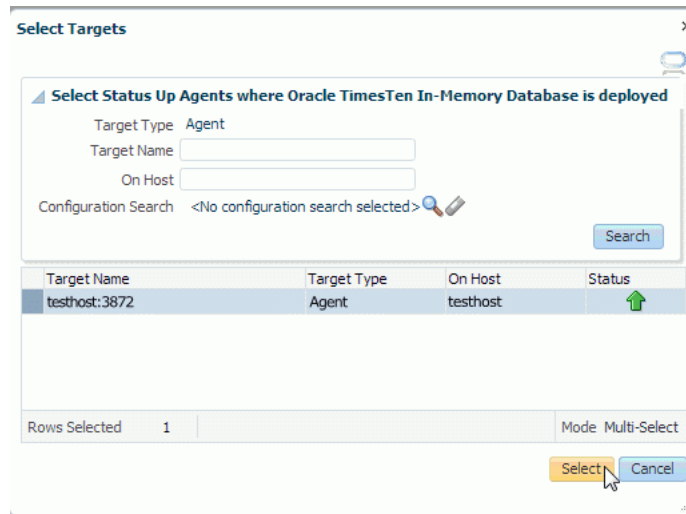 Select Targets
Select Status Up Agents where Oracle TimesTen In-Memory Database is deployed
Target Type Agent
Target Name
On Host
Configuration Search <No configuration search selected>
Search
Target Name Target Type On Host Status
testhost:3872 Agent testhost
Rows Selected 1 Mode Multi-Select
Select Cancel